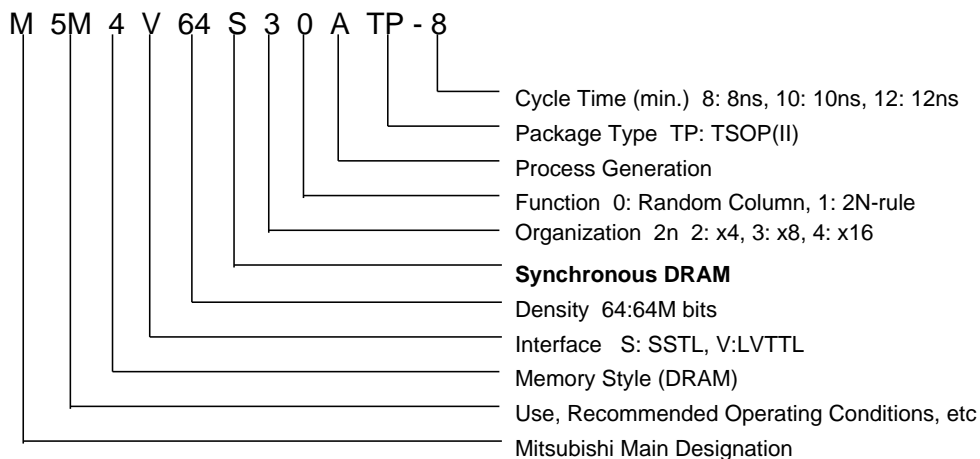 M 5M 4 V 64 S 3 0 A TP - 8
Cycle Time (min.) 8: 8ns, 10: 10ns, 12: 12ns
Package Type TP: TSOP(II)
Process Generation
Function 0: Random Column, 1: 2N-rule
Organization 2n 2: x4, 3: x8, 4: x16
Synchronous DRAM
Density 64:64M bits
Interface S: SSTL, V:LVTTL
Memory Style (DRAM)
Use, Recommended Operating Conditions, etc
Mitsubishi Main Designation